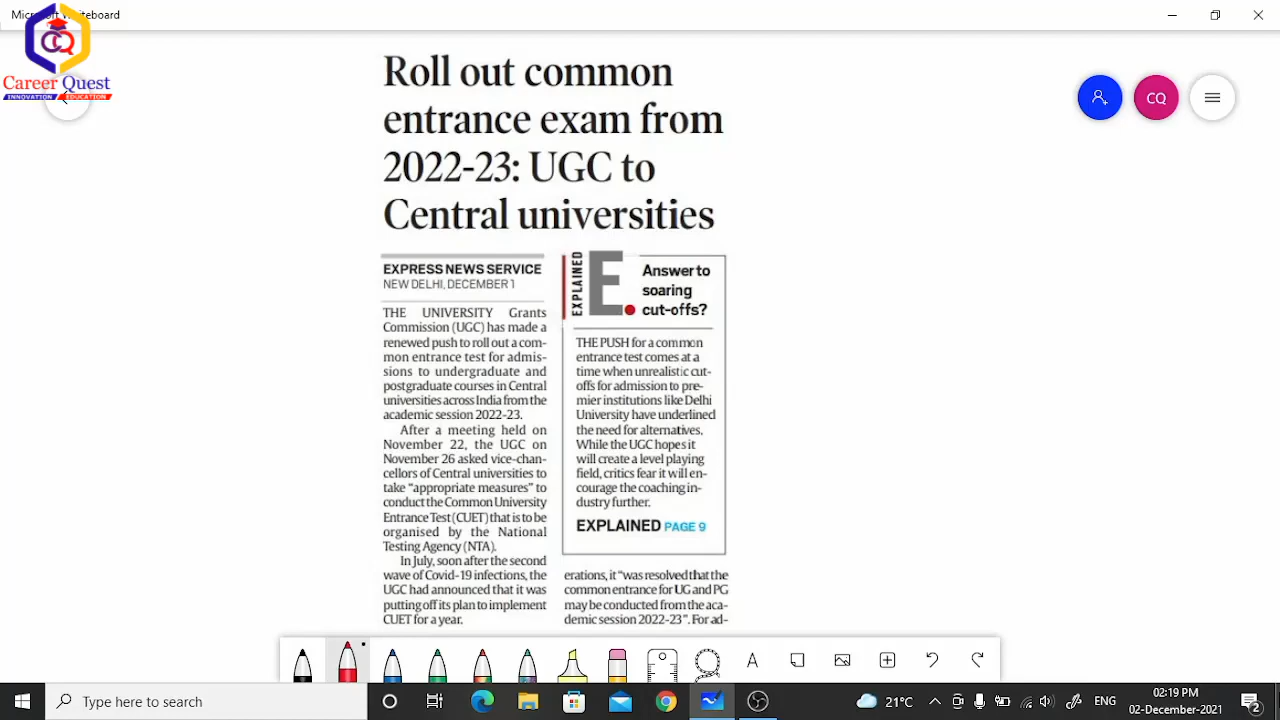 Microsoft Whiteboard
CQ
Career Quest
INNOVATION EDUCATION
CQ
Roll out common
entrance exam from
2022-23: UGC to
Central universities
EXPRESS NEWS SERVICE
NEW DELHI, DECEMBER 1
THE UNIVERSITY Grants
Commission (UGC) has made a
renewed push to roll out a com-
mon entrance test for admis-
sions to undergraduate and
postgraduate courses in Central
universities across India from the
academic session 2022-23.
After a meeting held on
November 22, the UGC on
November 26 asked vice-chan-
cellors of Central universities to
take “appropriate measures” to
conduct the Common University
Entrance Test (CUET) that is to be
organised by the National
Testing Agency (NTA).
In July, soon after the second
wave of Covid-19 infections, the
UGC had announced that it was
putting off its plan to implement
CUET for a year.
EXPLAINED
E.
Answer to
soaring
cut-offs?
THE PUSH for a common
entrance test comes at a
time when unrealistic cut-
offs for admission to pre-
mier institutions like Delhi
University have underlined
the need for alternatives.
While the UGC hopes it
will create a level playing
field, critics fear it will en-
courage the coaching in-
dustry further.
EXPLAINED PAGE 9
erations, it “was resolved that the
common entrance for UG and PG
may be conducted from the aca-
demic session 2022-23”. For ad-
A
Type here to search
21°C
ENG
02:19 PM
02-December-2021
2